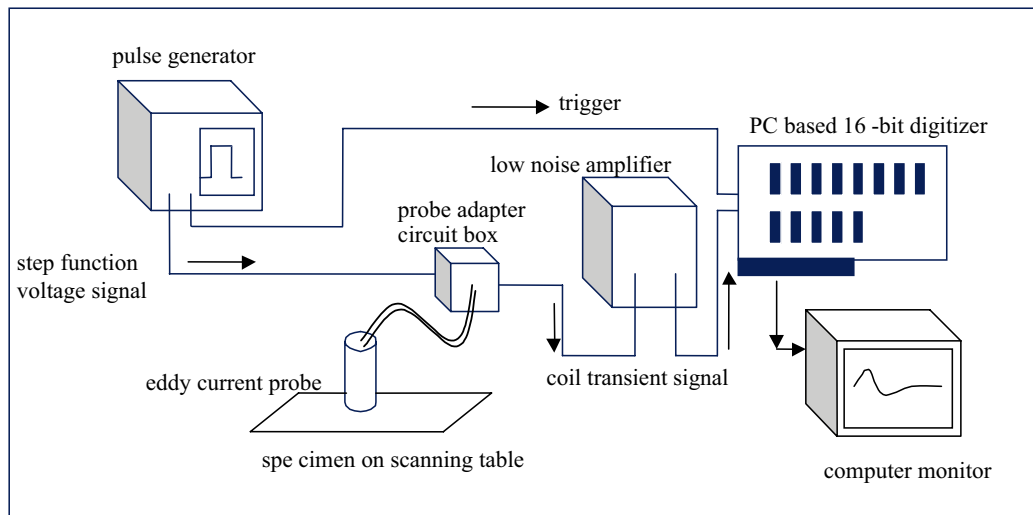 pulse generator
trigger
PC based 16 -bit digitizer
low noise amplifier
probe adapter
circuit box
step function
voltage signal
eddy current probe
coil transient signal
spe cimen on scanning table
computer monitor